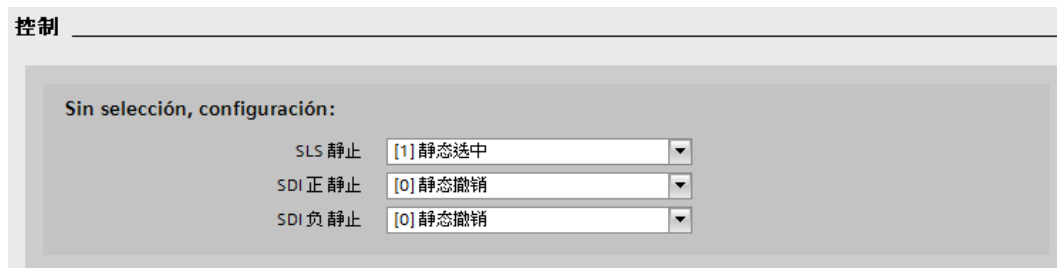 控制
Sin selección, configuración:
SLS 静止 [1] 静态选中
SDI 正 静止 [0] 静态撤销
SDI 负 静止 [0] 静态撤销